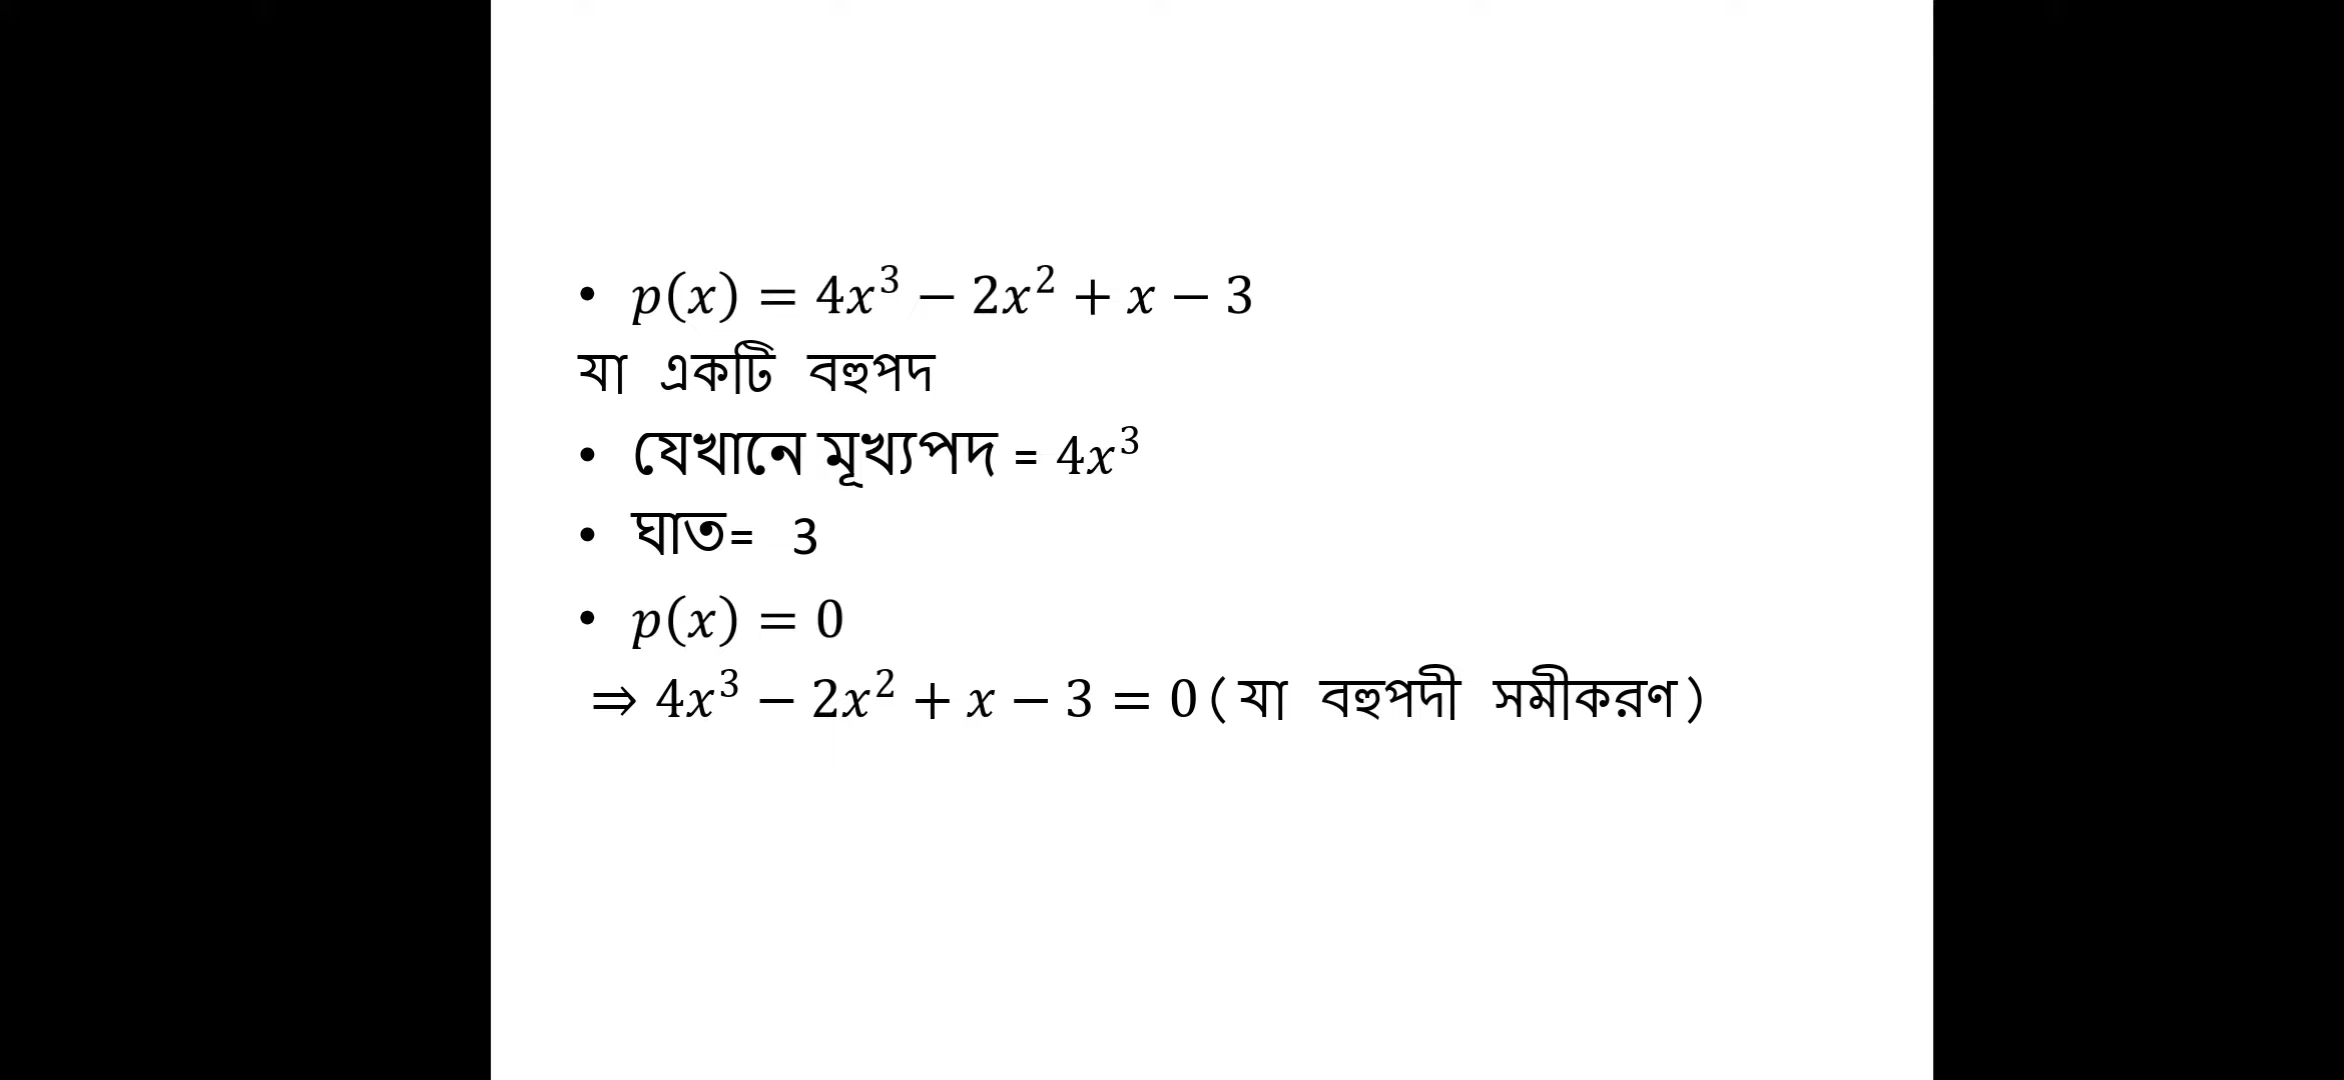 • p(x) = 4x³ − 2x² + x − 3
যা একটি বহুপদ
• যেখানে মূখ্যপদ = 4x³
• ঘাত= 3
• p(x) = 0
⇒ 4x³ − 2x² + x − 3 = 0(যা বহুপদী সমীকরণ)